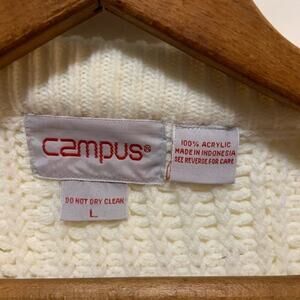 campus®
100% ACRYLIC
MADE IN INDONESIA
SEE REVERSE FOR CARE
DO NOT DRY CLEAN
L